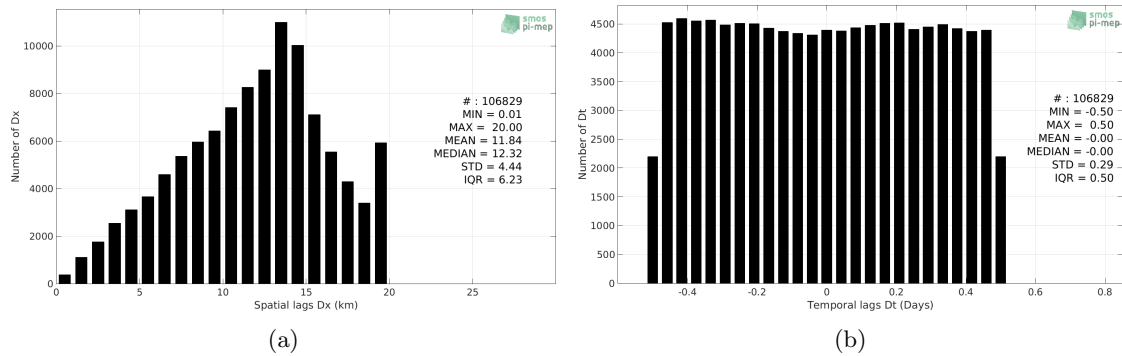 smos
pi-mep
10000
8000
6000
4000
2000
0
Number of Dx
# : 106829
MIN = 0.01
MAX = 20.00
MEAN = 11.84
MEDIAN = 12.32
STD = 4.44
IQR = 6.23
0 5 10 15 20 25
Spatial lags Dx (km)
(a)
smos
pi-mep
4500
4000
3500
3000
2500
2000
1500
1000
500
0
Number of Dt
# : 106829
MIN = -0.50
MAX = 0.50
MEAN = -0.00
MEDIAN = -0.00
STD = 0.29
IQR = 0.50
-0.4 -0.2 0 0.2 0.4 0.6 0.8
Temporal lags Dt (Days)
(b)